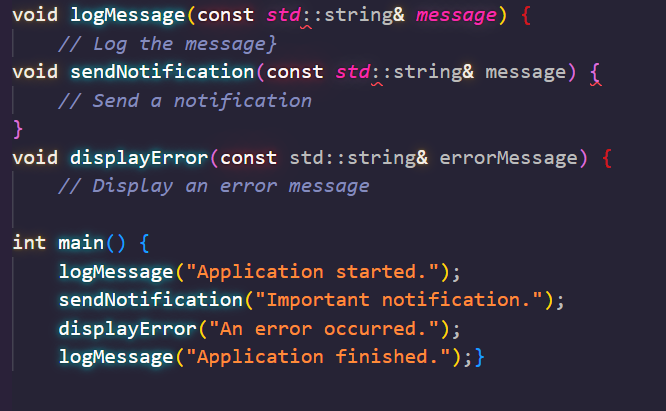 void logMessage(const std::string& message) {
    // Log the message}
void sendNotification(const std::string& message) {
    // Send a notification
}
void displayError(const std::string& errorMessage) {
    // Display an error message

int main() {
    logMessage("Application started.");
    sendNotification("Important notification.");
    displayError("An error occurred.");
    logMessage("Application finished.");}